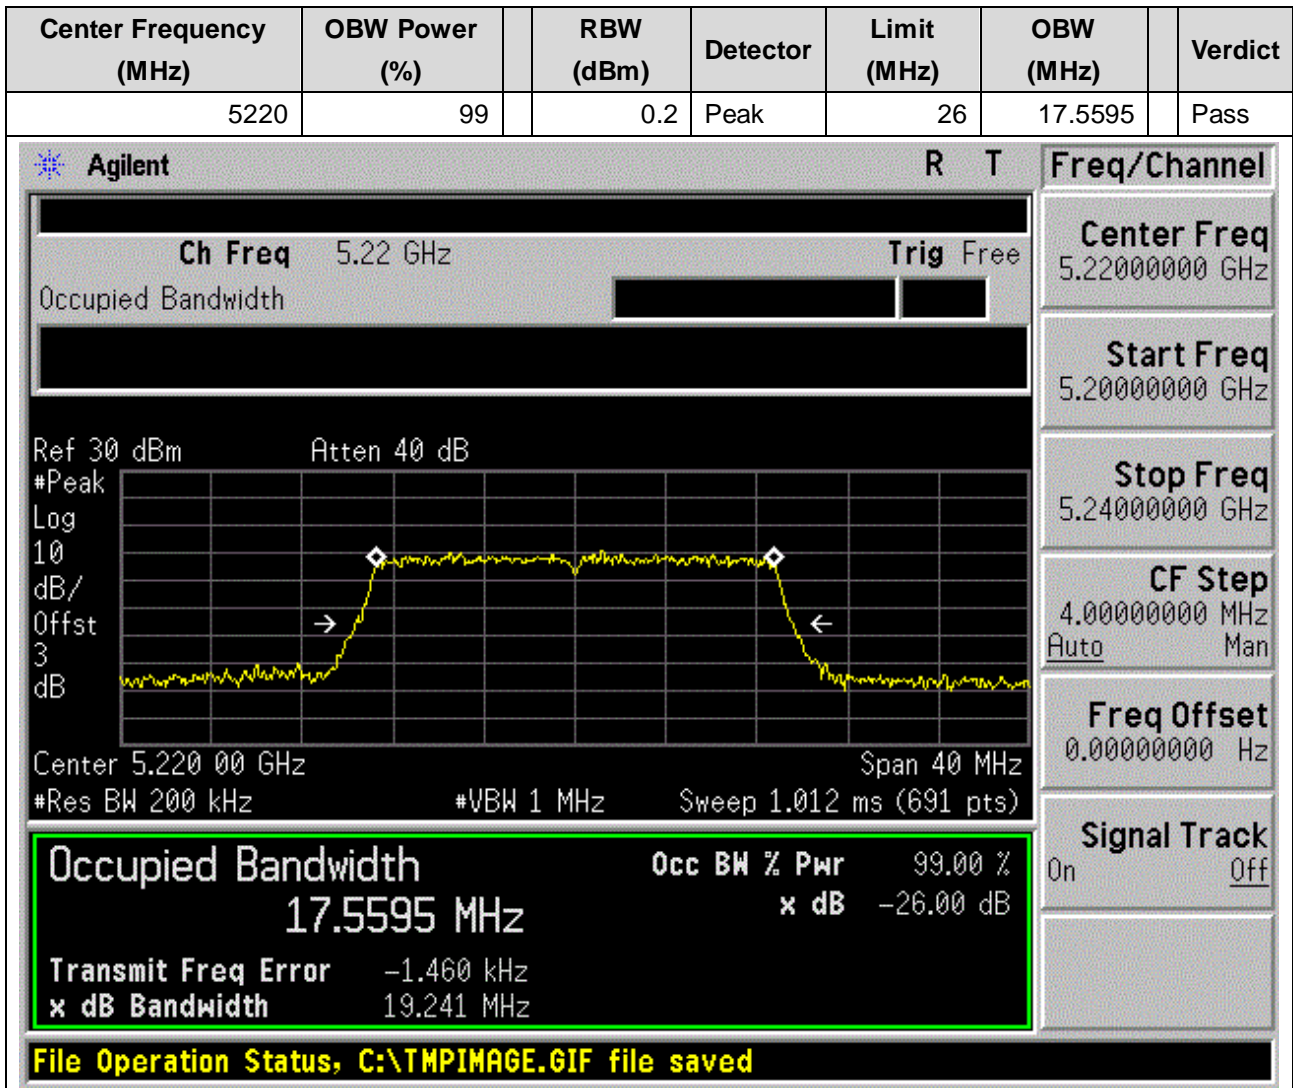 Center Frequency (MHz) OBW Power (%) RBW (dBm) Detector Limit (MHz) OBW (MHz) Verdict
5220 99 0.2 Peak 26 17.5595 Pass
Agilent R T Freq/Channel
Ch Freq 5.22 GHz Trig Free
Occupied Bandwidth
Center Freq
5.22000000 GHz
Start Freq
5.20000000 GHz
Stop Freq
5.24000000 GHz
CF Step
4.00000000 MHz
Auto Man
Freq Offset
0.00000000 Hz
Signal Track
On Off
Ref 30 dBm Atten 40 dB
#Peak
Log
10
dB/
Offst
3
dB
Center 5.220 00 GHz Span 40 MHz
#Res BW 200 kHz #VBW 1 MHz Sweep 1.012 ms (691 pts)
Occupied Bandwidth Occ BW % Pwr 99.00 %
17.5595 MHz x dB -26.00 dB
Transmit Freq Error -1.460 kHz
x dB Bandwidth 19.241 MHz
File Operation Status, C:\TMPIMAGE.GIF file saved